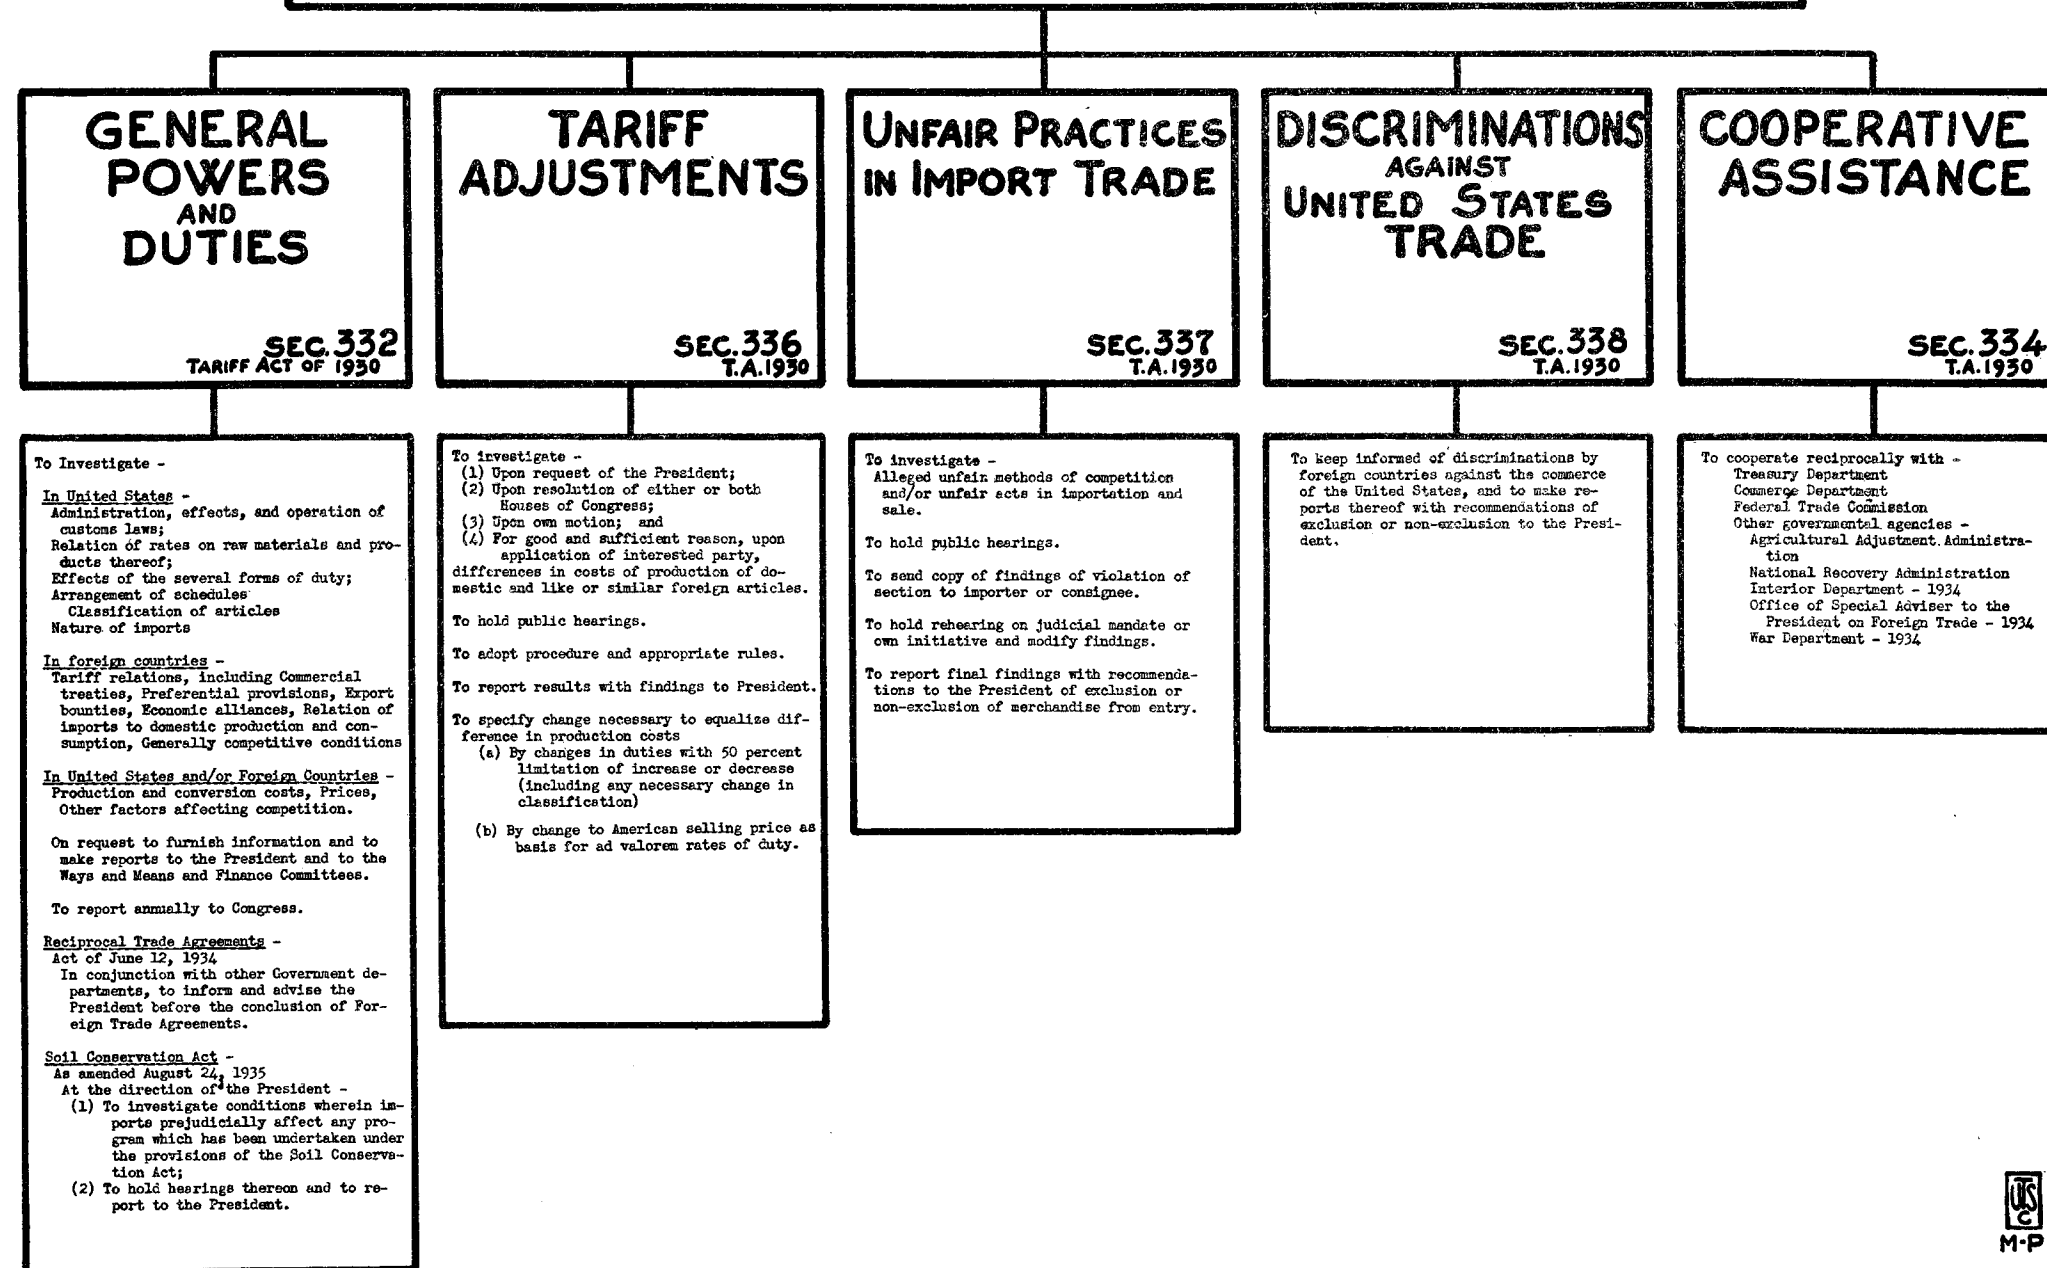 GENERAL
POWERS
AND
DUTIES
SEC. 332
TARIFF ACT OF 1930
TARIFF
ADJUSTMENTS
SEC. 336
T.A. 1930
UNFAIR PRACTICES
IN IMPORT TRADE
SEC. 337
T.A. 1930
DISCRIMINATIONS
AGAINST
UNITED STATES
TRADE
SEC. 338
T.A. 1930
COOPERATIVE
ASSISTANCE
SEC. 334
T.A. 1930
To Investigate -
In United States -
Administration, effects, and operation of
customs laws;
Relation of rates on raw materials and pro-
ducts thereof;
Effects of the several forms of duty;
Arrangement of schedules
Classification of articles
Nature of imports
In foreign countries -
Tariff relations, including Commercial
treaties, Preferential provisions, Export
bounties, Economic alliances, Relation of
imports to domestic production and con-
sumption, Generally competitive conditions
In United States and/or Foreign Countries -
Production and conversion costs, Prices,
Other factors affecting competition.
On request to furnish information and to
make reports to the President and to the
Ways and Means and Finance Committees.
To report annually to Congress.
Reciprocal Trade Agreements -
Act of June 12, 1934
In conjunction with other Government de-
partments, to inform and advise the
President before the conclusion of For-
eign Trade Agreements.
Soil Conservation Act -
As amended August 24, 1935
At the direction of the President -
(1) To investigate conditions wherein im-
ports prejudicially affect any pro-
gram which has been undertaken under
the provisions of the Soil Conserva-
tion Act;
(2) To hold hearings thereon and to re-
port to the President.
To investigate -
(1) Upon request of the President;
(2) Upon resolution of either or both
Houses of Congress;
(3) Upon own motion; and
(4) For good and sufficient reason, upon
application of interested party,
differences in costs of production of do-
mestic and like or similar foreign articles.
To hold public hearings.
To adopt procedure and appropriate rules.
To report results with findings to President.
To specify change necessary to equalize dif-
ference in production costs
(a) By changes in duties with 50 percent
limitation of increase or decrease
(including any necessary change in
classification)
(b) By change to American selling price as
basis for ad valorem rates of duty.
To investigate -
Alleged unfair methods of competition
and/or unfair acts in importation and
sale.
To hold public hearings.
To send copy of findings of violation of
section to importer or consignee.
To hold rehearing on judicial mandate or
own initiative and modify findings.
To report final findings with recommenda-
tions to the President of exclusion or
non-exclusion of merchandise from entry.
To keep informed of discriminations by
foreign countries against the commerce
of the United States, and to make re-
ports thereof with recommendations of
exclusion or non-exclusion to the Presi-
dent.
To cooperate reciprocally with -
Treasury Department
Commerce Department
Federal Trade Commission
Other governmental agencies -
Agricultural Adjustment Administra-
tion
National Recovery Administration
Interior Department - 1934
Office of Special Adviser to the
President on Foreign Trade - 1934
War Department - 1934
UTSC
M-P